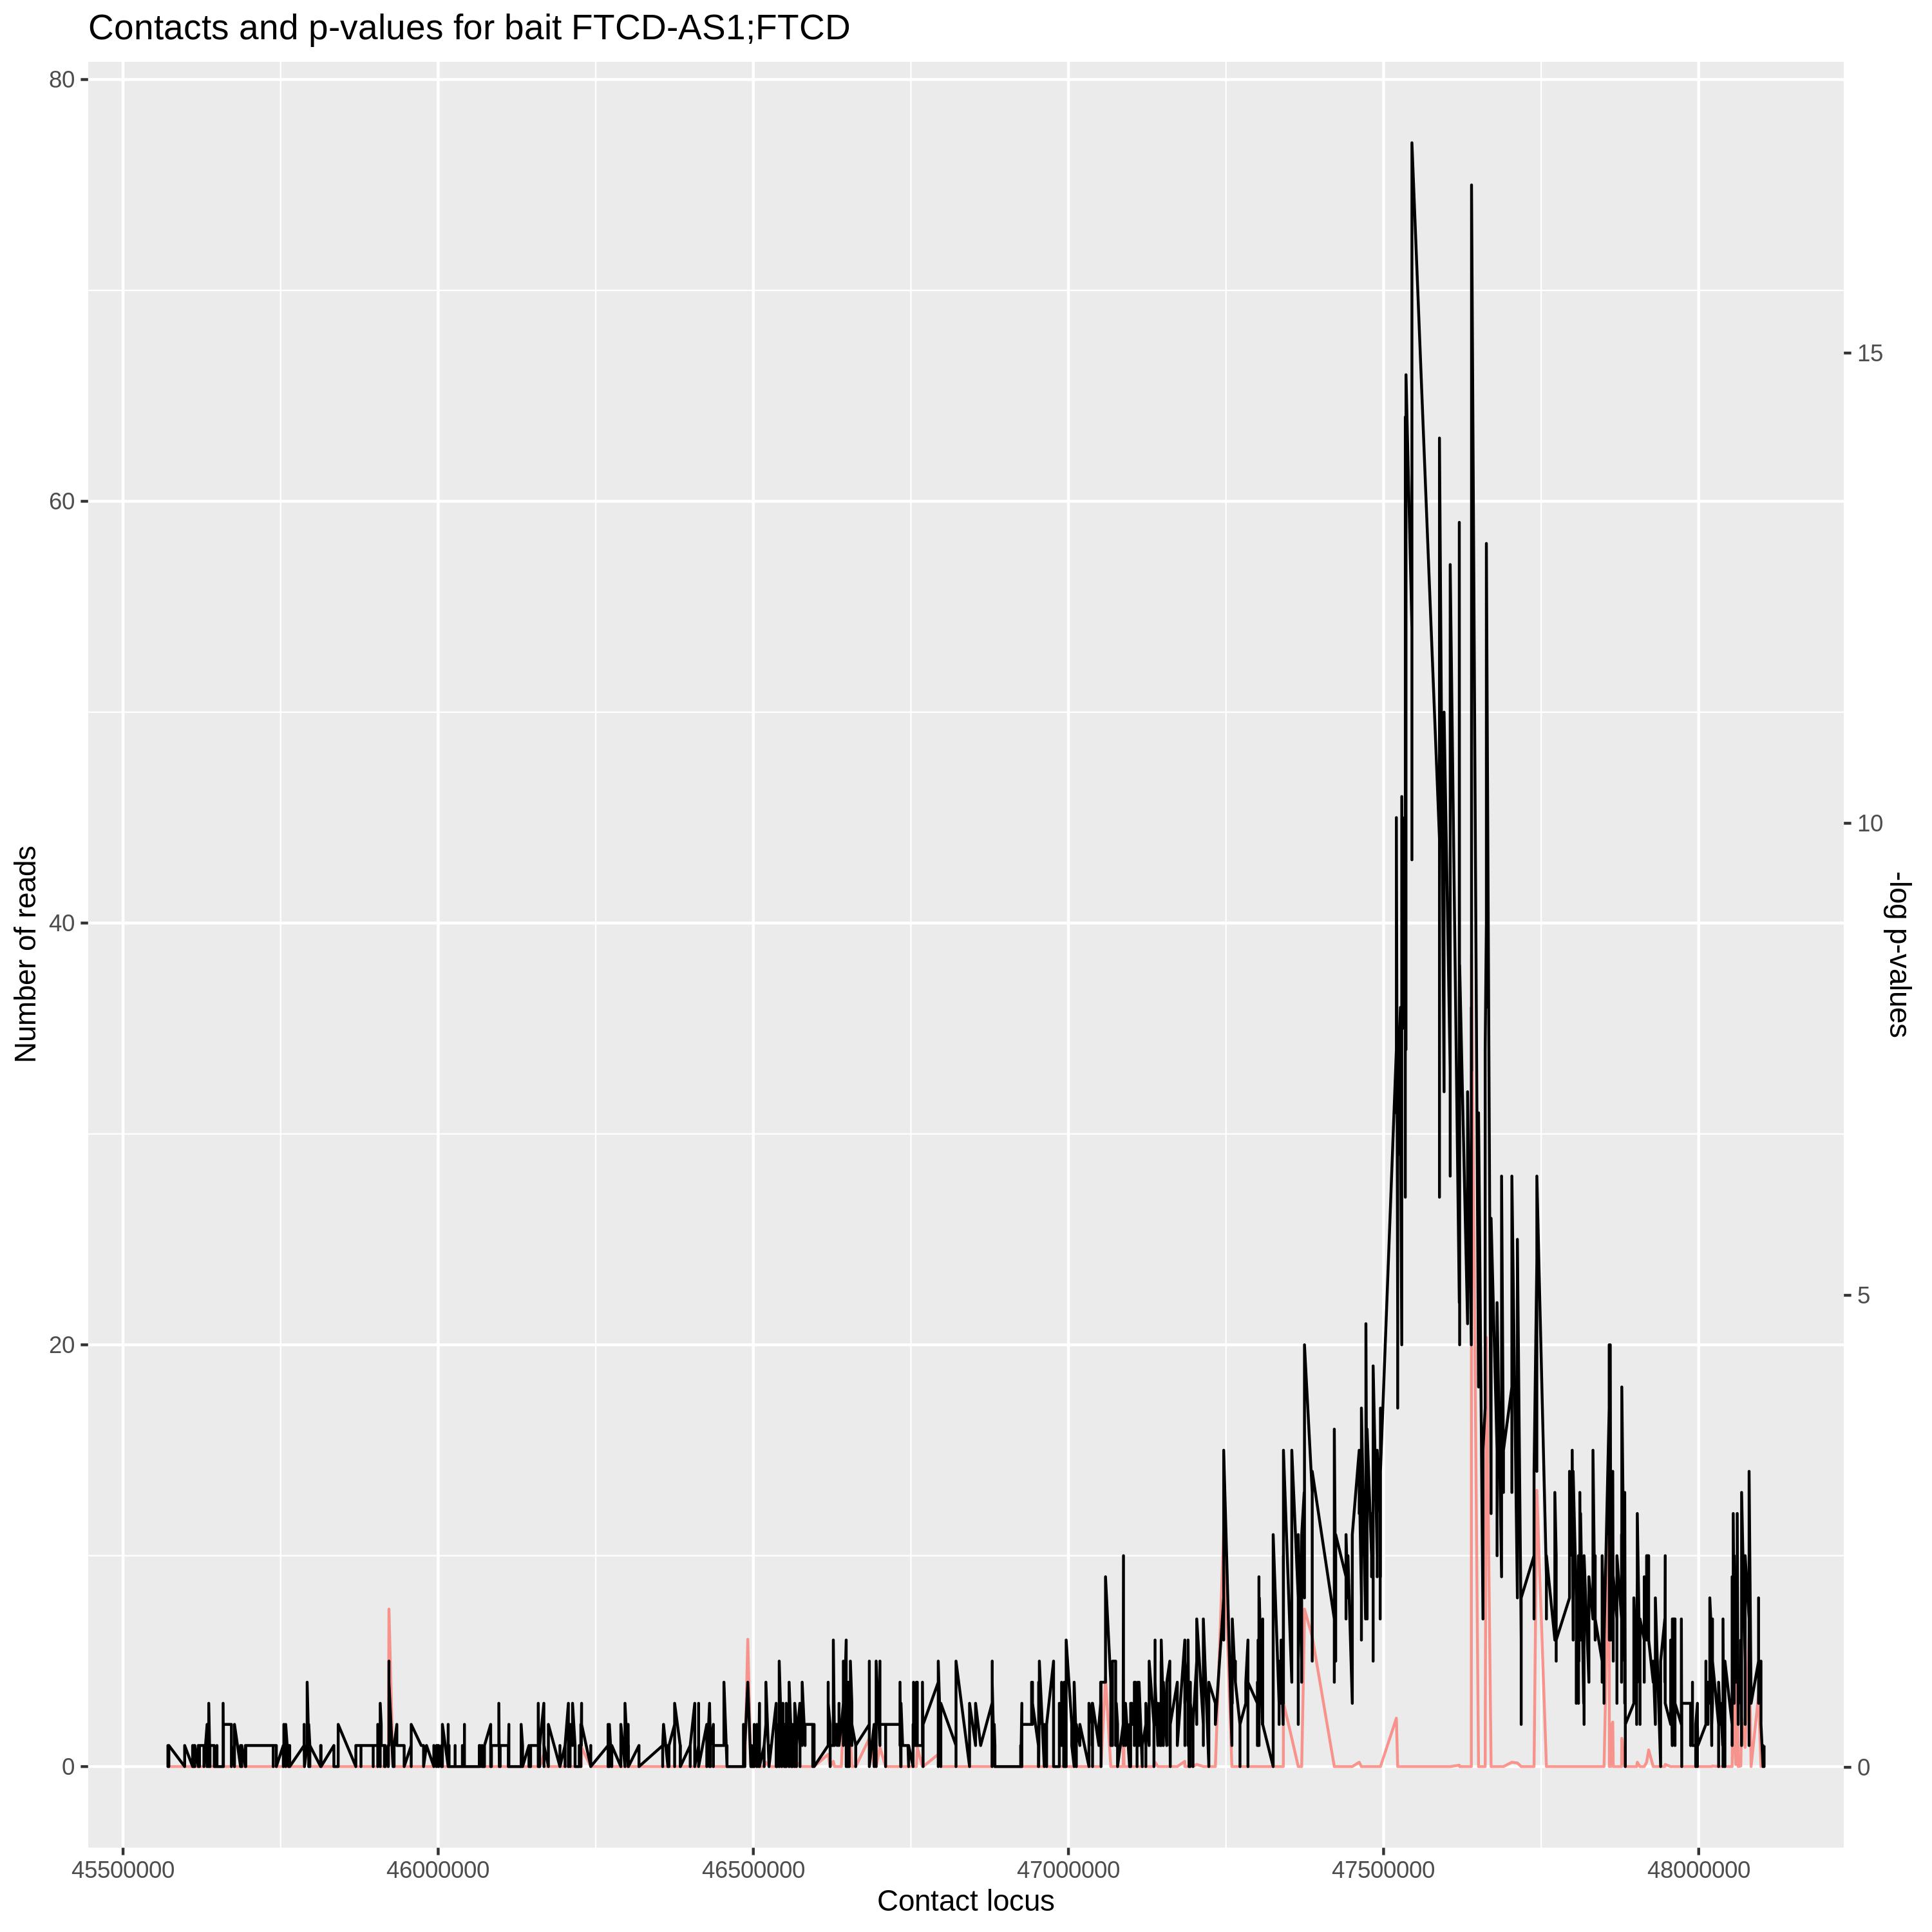 Contacts and p-values for bait FTCD-AS1;FTCD
80
60
40
20
0
Number of reads
15
10
5
0
-log p-values
45500000 46000000 46500000 47000000 47500000 48000000
Contact locus